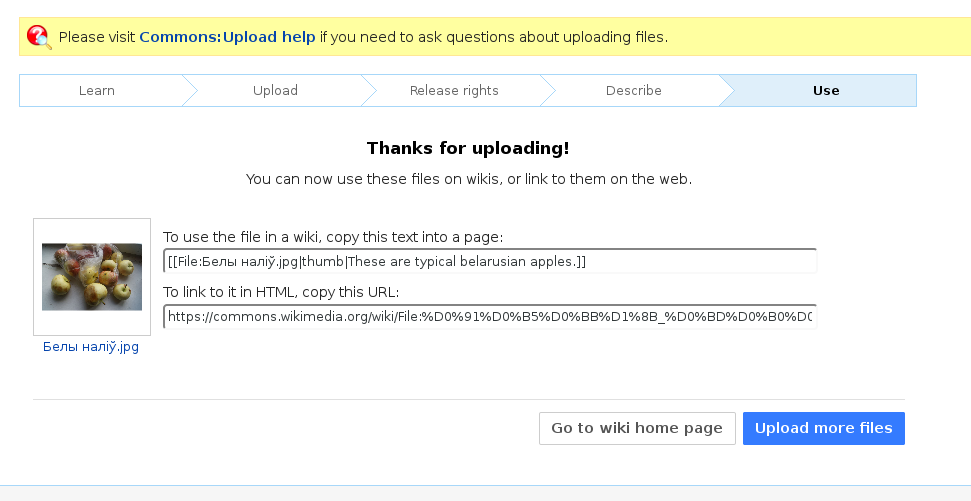 Please visit Commons:Upload help if you need to ask questions about uploading files.
Learn
Upload
Release rights
Describe
Use
Thanks for uploading!
You can now use these files on wikis, or link to them on the web.
To use the file in a wiki, copy this text into a page:
[[File:Белы наліў.jpg|thumb|These are typical belarusian apples.]]
To link to it in HTML, copy this URL:
https://commons.wikimedia.org/wiki/File:%D0%91%D0%B5%D0%BB%D1%8B_%D0%BD%D0%B0%D0
Белы наліў.jpg
Go to wiki home page
Upload more files